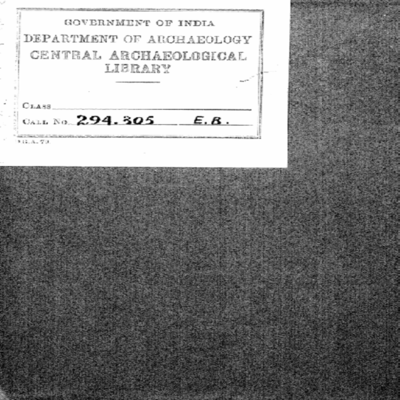 GOVERNMENT OF INDIA
DEPARTMENT OF ARCHAEOLOGY
CENTRAL ARCHAEOLOGICAL
LIBRARY
CLASS
CALL NO. 294.305 E.B.